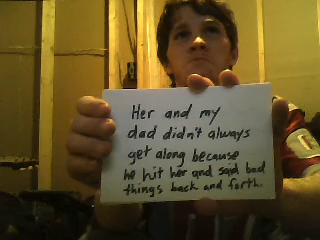 Her and my
dad didn't always
get along because
he hit her and said bad
things back and forth.